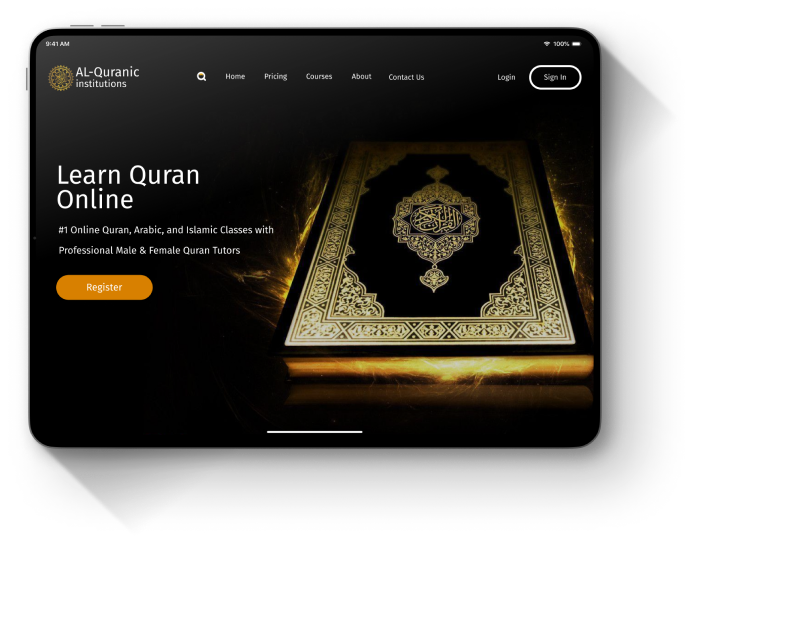 9:41 AM
100%
AL-Quranic
institutions
Home
Pricing
Courses
About
Contact Us
Login
Sign In
Learn Quran
Online
#1 Online Quran, Arabic, and Islamic Classes with
Professional Male & Female Quran Tutors
Register